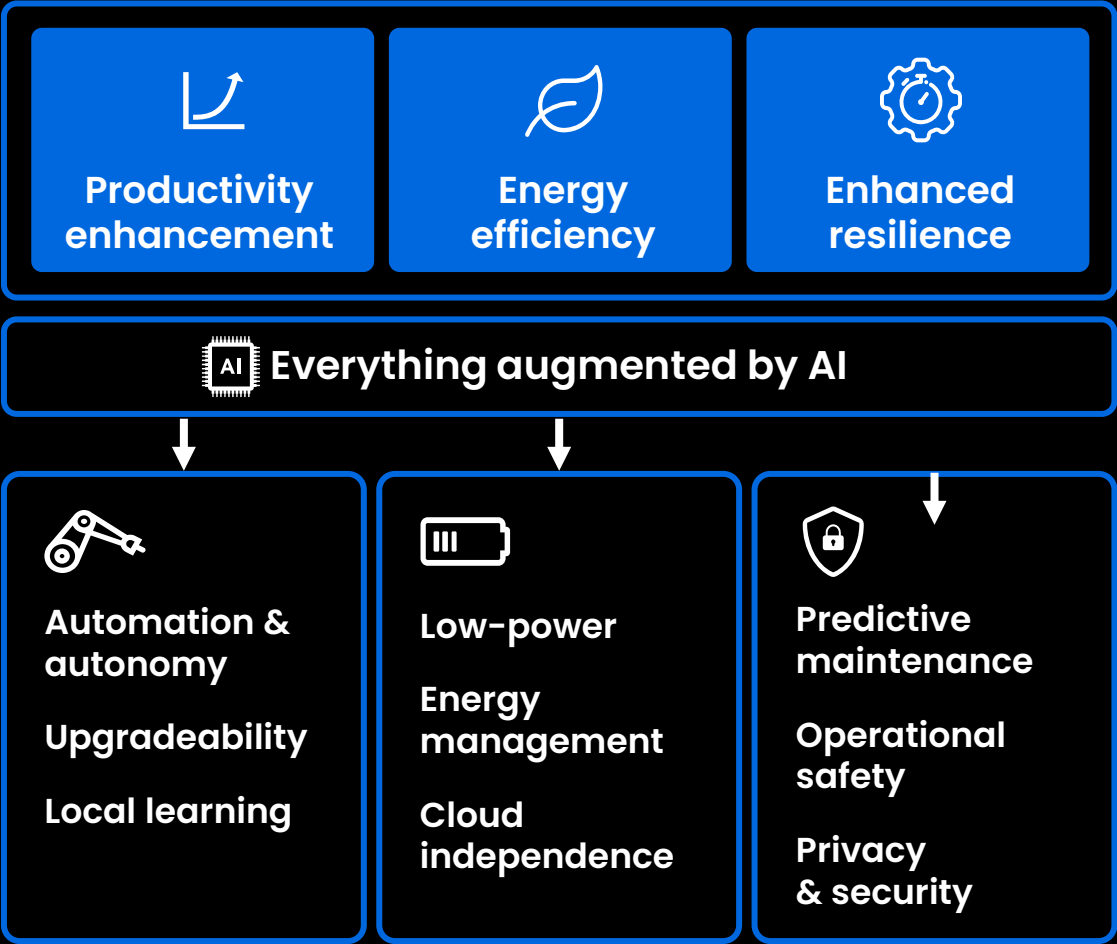 Productivity
enhancement
Energy
efficiency
Enhanced
resilience
AI
Everything augmented by AI
Automation &
autonomy
Upgradeability
Local learning
Low-power
Energy
management
Cloud
independence
Predictive
maintenance
Operational
safety
Privacy
& security